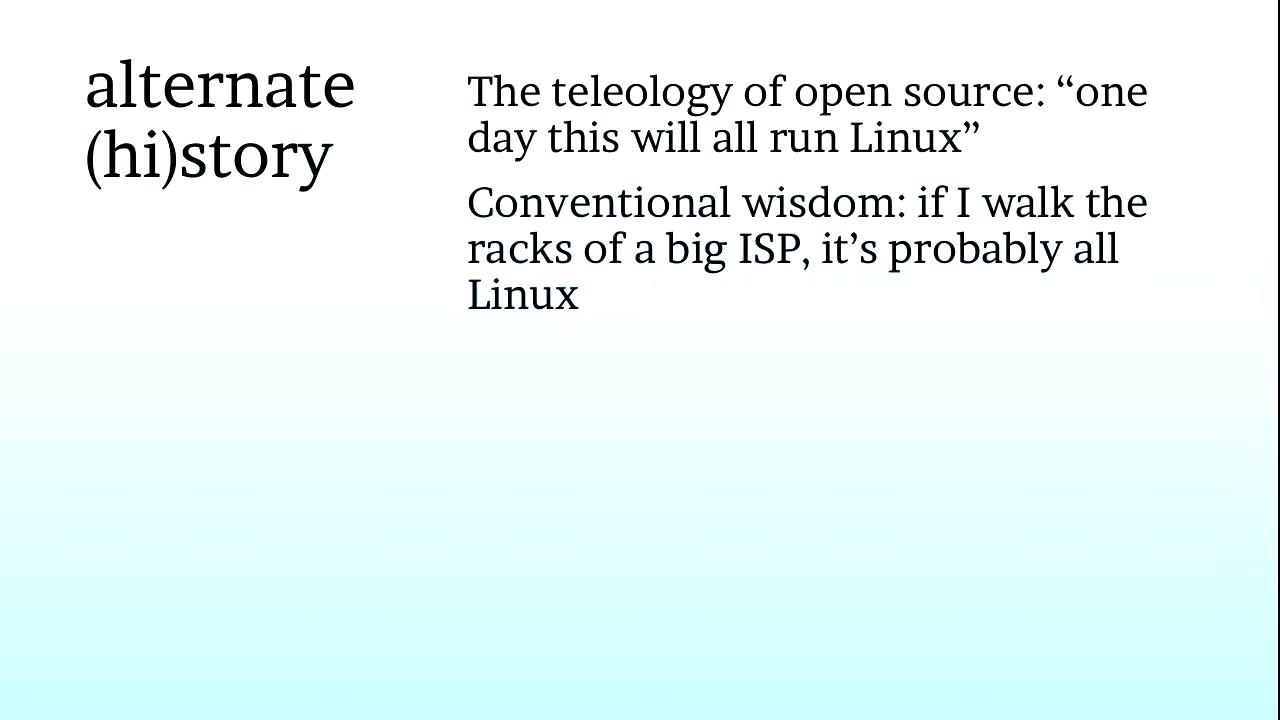 alternate
(hi)story
The teleology of open source: “one
day this will all run Linux”
Conventional wisdom: if I walk the
racks of a big ISP, it’s probably all
Linux